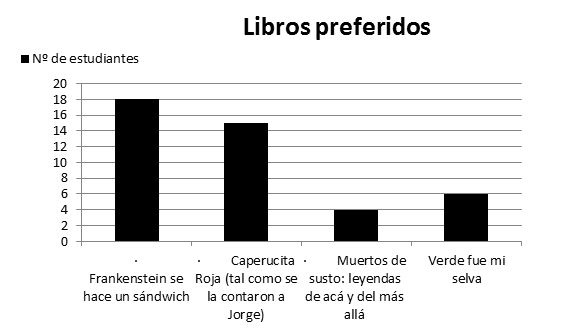 Libros preferidos
Nº de estudiantes
20
18
16
14
12
10
8
6
4
2
0
·
Frankenstein se
hace un sándwich
· Caperucita
Roja (tal como se
la contaron a
Jorge)
· Muertos de
susto: leyendas
de acá y del más
allá
Verde fue mi
selva